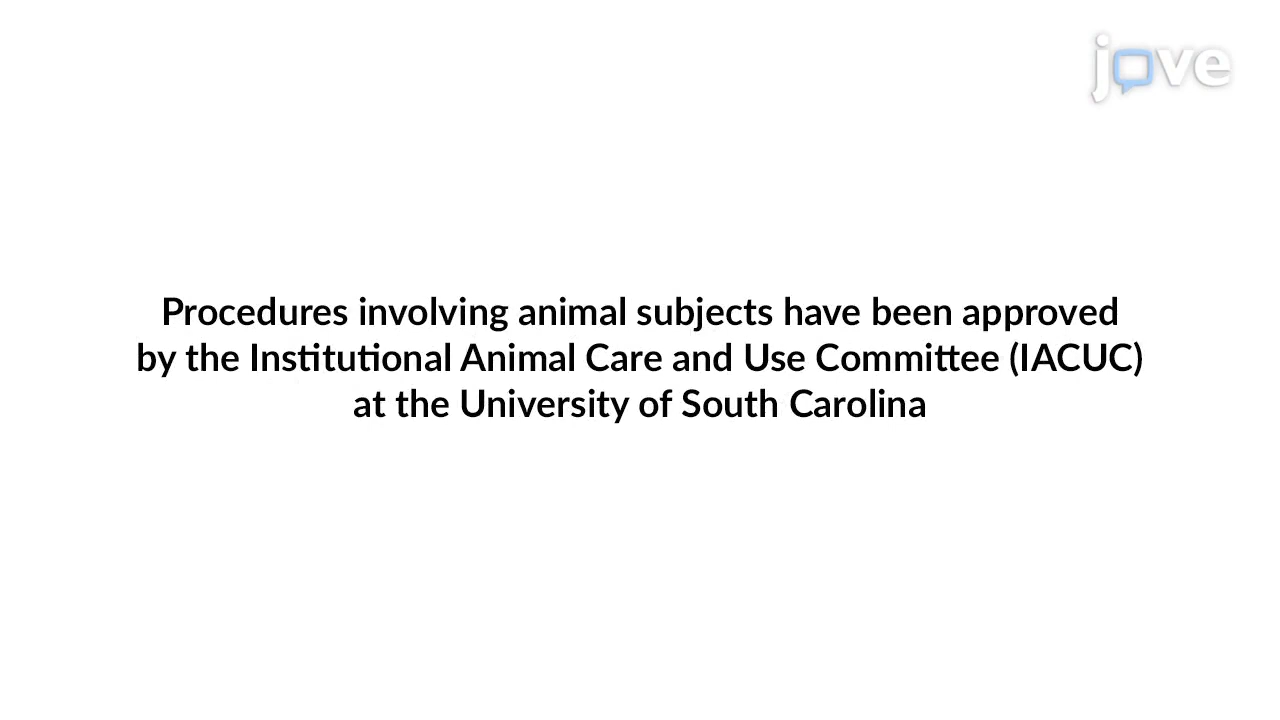 jove
Procedures involving animal subjects have been approved
by the Institutional Animal Care and Use Committee (IACUC)
at the University of South Carolina